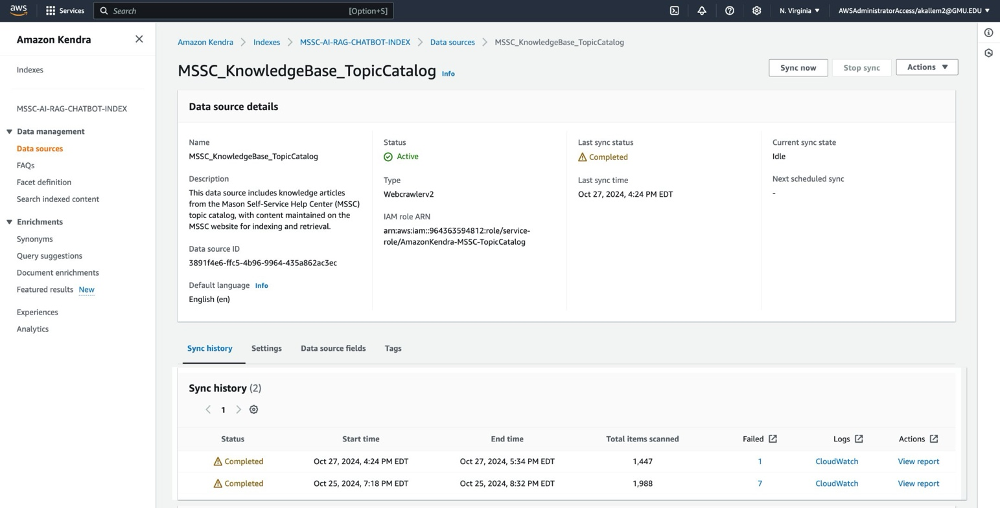 aws
Services
Search
[Option+S]
N. Virginia
AWSAdministratorAccess/akallem2@GMU.EDU
Amazon Kendra
Indexes
MSSC-AI-RAG-CHATBOT-INDEX
Data management
Data sources
FAQs
Facet definition
Search indexed content
Enrichments
Synonyms
Query suggestions
Document enrichments
Featured results New
Experiences
Analytics
Amazon Kendra > Indexes > MSSC-AI-RAG-CHATBOT-INDEX > Data sources > MSSC_KnowledgeBase_TopicCatalog
MSSC_KnowledgeBase_TopicCatalog Info
Sync now
Stop sync
Actions
Data source details
Name
MSSC_KnowledgeBase_TopicCatalog
Description
This data source includes knowledge articles
from the Mason Self-Service Help Center (MSSC)
topic catalog, with content maintained on the
MSSC website for indexing and retrieval.
Data source ID
3891f4e6-ffc5-4b96-9964-435a862ac3ec
Default language Info
English (en)
Status
Active
Type
Webcrawlerv2
IAM role ARN
arn:aws:iam::964363594812:role/service-
role/AmazonKendra-MSSC-TopicCatalog
Last sync status
Completed
Last sync time
Oct 27, 2024, 4:24 PM EDT
Current sync state
Idle
Next scheduled sync
-
Sync history Settings Data source fields Tags
Sync history (2)
1
Status Start time End time Total items scanned Failed Logs Actions
Completed Oct 27, 2024, 4:24 PM EDT Oct 27, 2024, 5:34 PM EDT 1,447 1 CloudWatch View report
Completed Oct 25, 2024, 7:18 PM EDT Oct 25, 2024, 8:32 PM EDT 1,988 7 CloudWatch View report